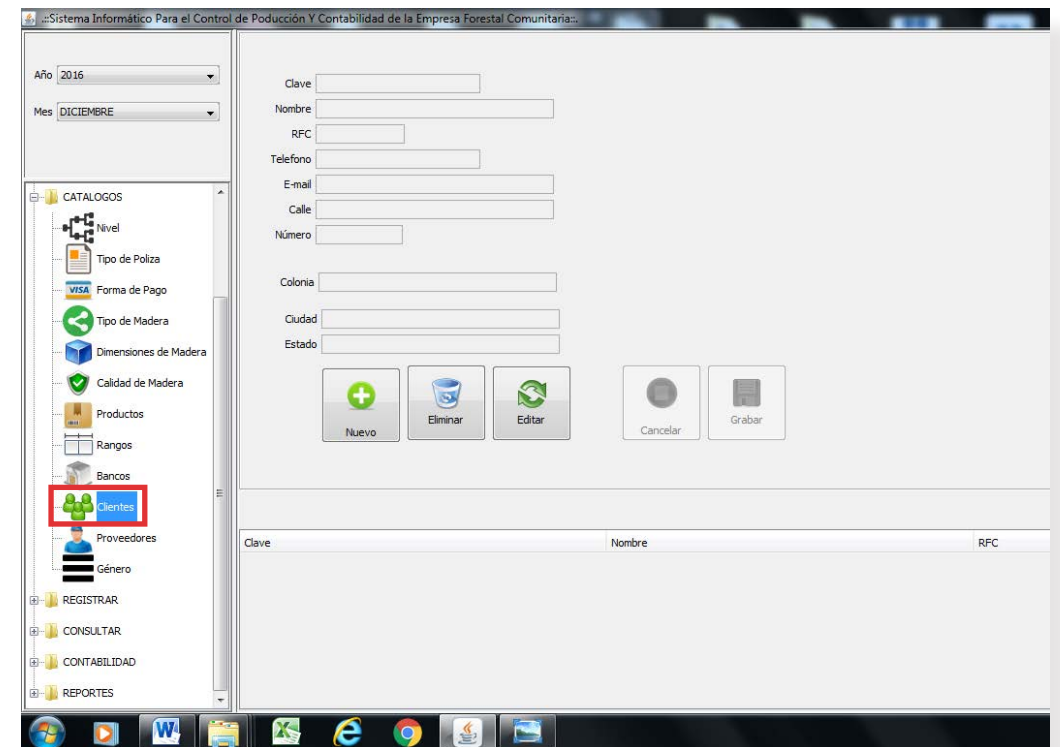 .::Sistema Informático Para el Control de Poducción Y Contabilidad de la Empresa Forestal Comunitaria::.
Año 2016
Mes DICIEMBRE
CATALOGOS
Nivel
Tipo de Poliza
VISA Forma de Pago
Tipo de Madera
Dimensiones de Madera
Calidad de Madera
Productos
Rangos
Bancos
Clientes
Proveedores
Género
REGISTRAR
CONSULTAR
CONTABILIDAD
REPORTES
Clave
Nombre
RFC
Telefono
E-mail
Calle
Número
Colonia
Ciudad
Estado
Nuevo Eliminar Editar Cancelar Grabar
Clave Nombre RFC